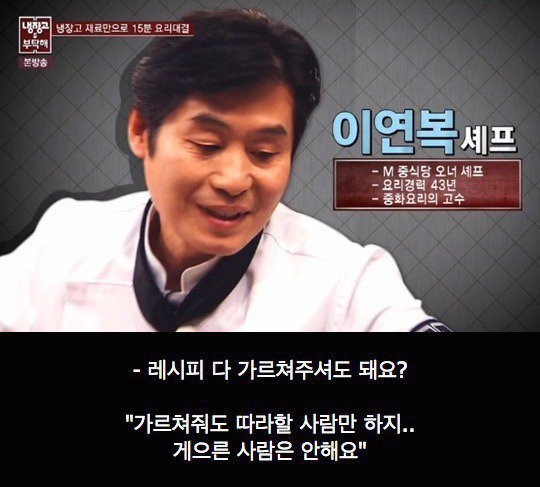 냉장고를
부탁해
본방송
냉장고 재료만으로 15분 요리대결
이연복 셰프
- M 중식당 오너 셰프
- 요리경력 43년
- 중화요리의 고수
- 레시피 다 가르쳐주셔도 돼요?
"가르쳐줘도 따라할 사람만 하지..
게으른 사람은 안해요"